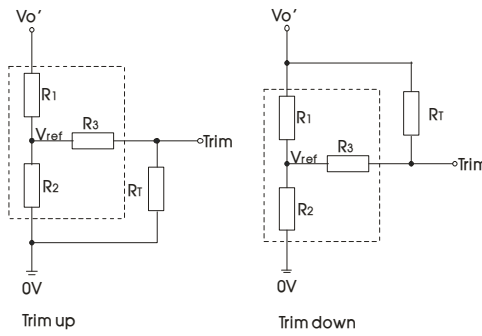 Vo'
R1
Vref
R3
Trim
R2
RT
0V
Trim up
Vo'
R1
RT
Vref
R3
Trim
R2
0V
Trim down